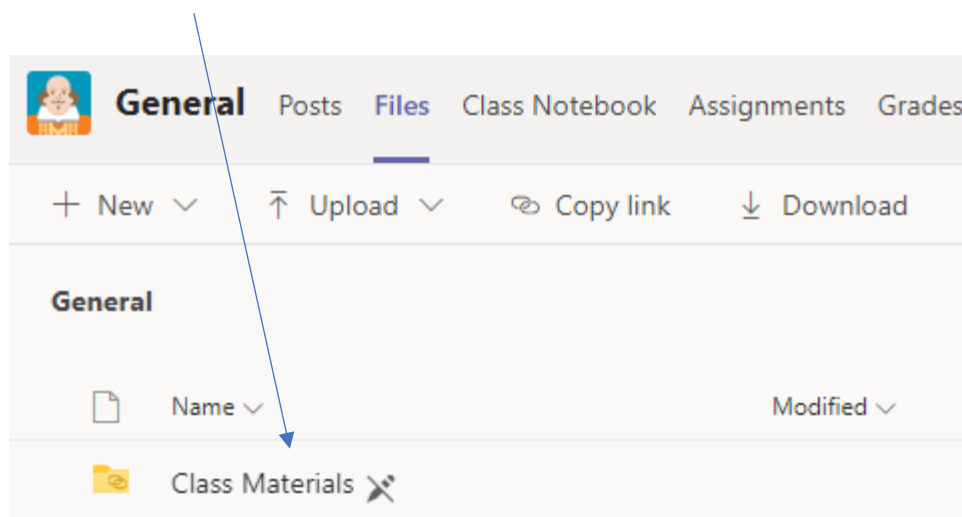 General Posts Files Class Notebook Assignments Grades
New Upload Copy link Download
General
Name Modified
Class Materials